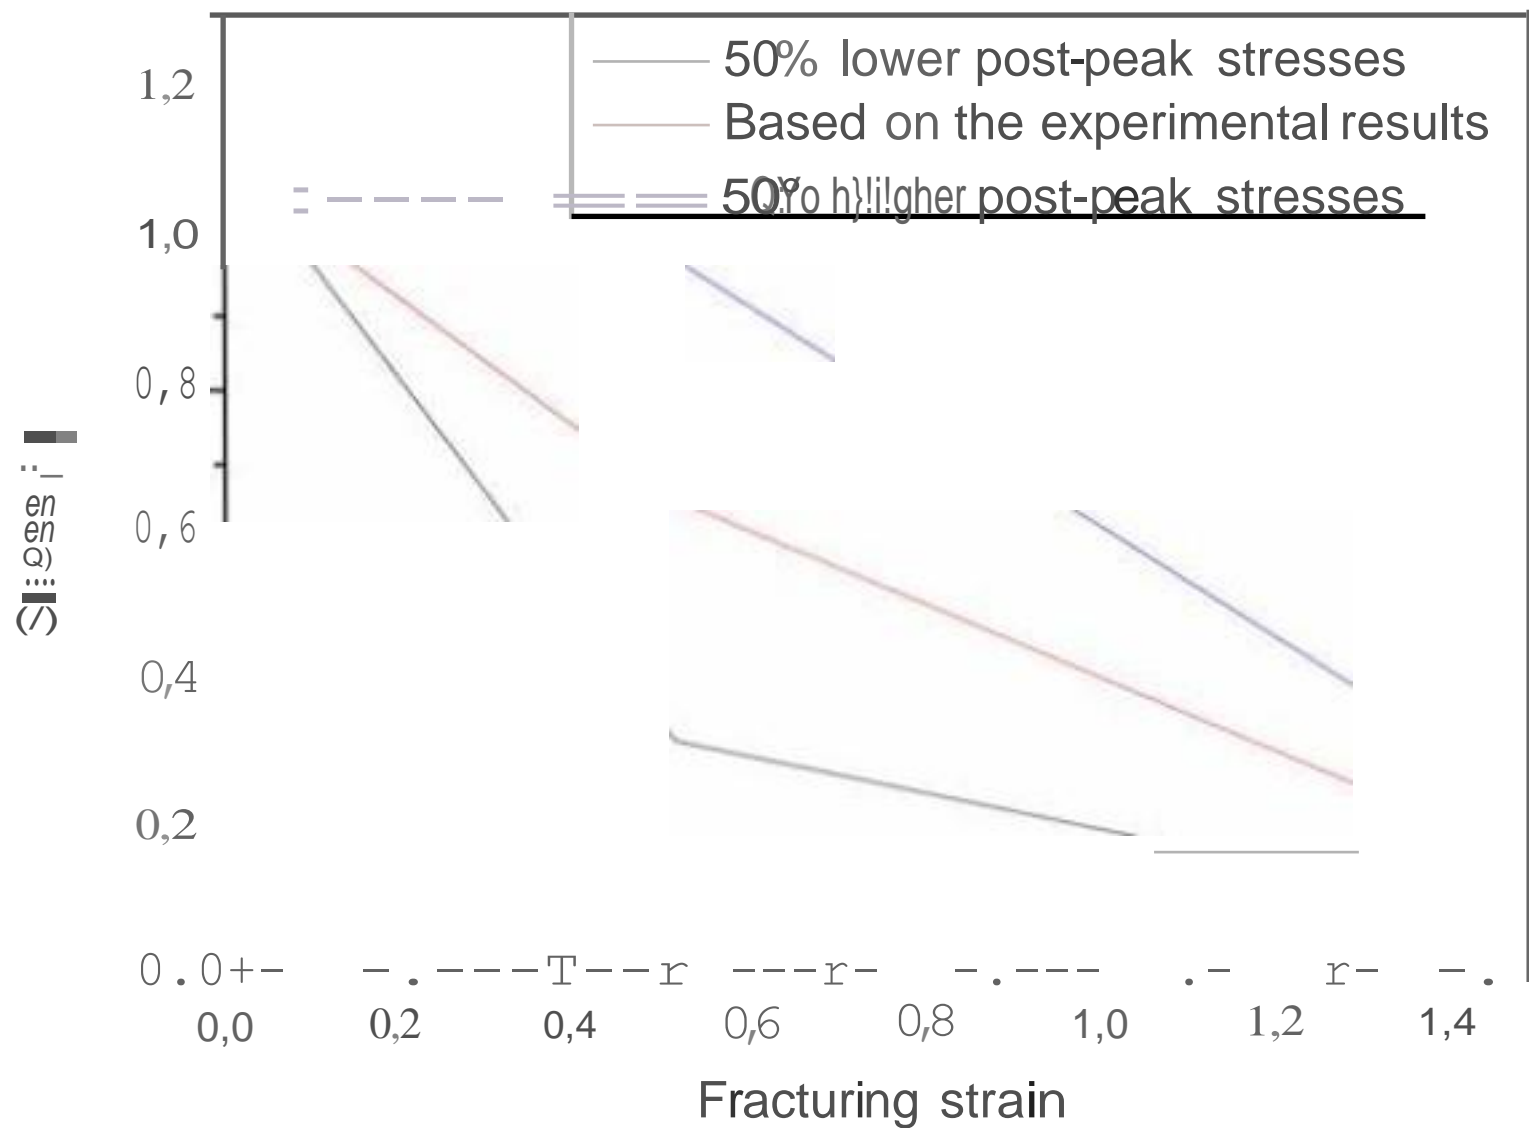 50% lower post-peak stresses
1,2
Based on the experimental results
post-peak stresses
1,0
0,8
0,6
0,4
0,2
0.0
0,0 0,2 0,4 0,6 0,8 1,0 1,2 1,4
Fracturing strain